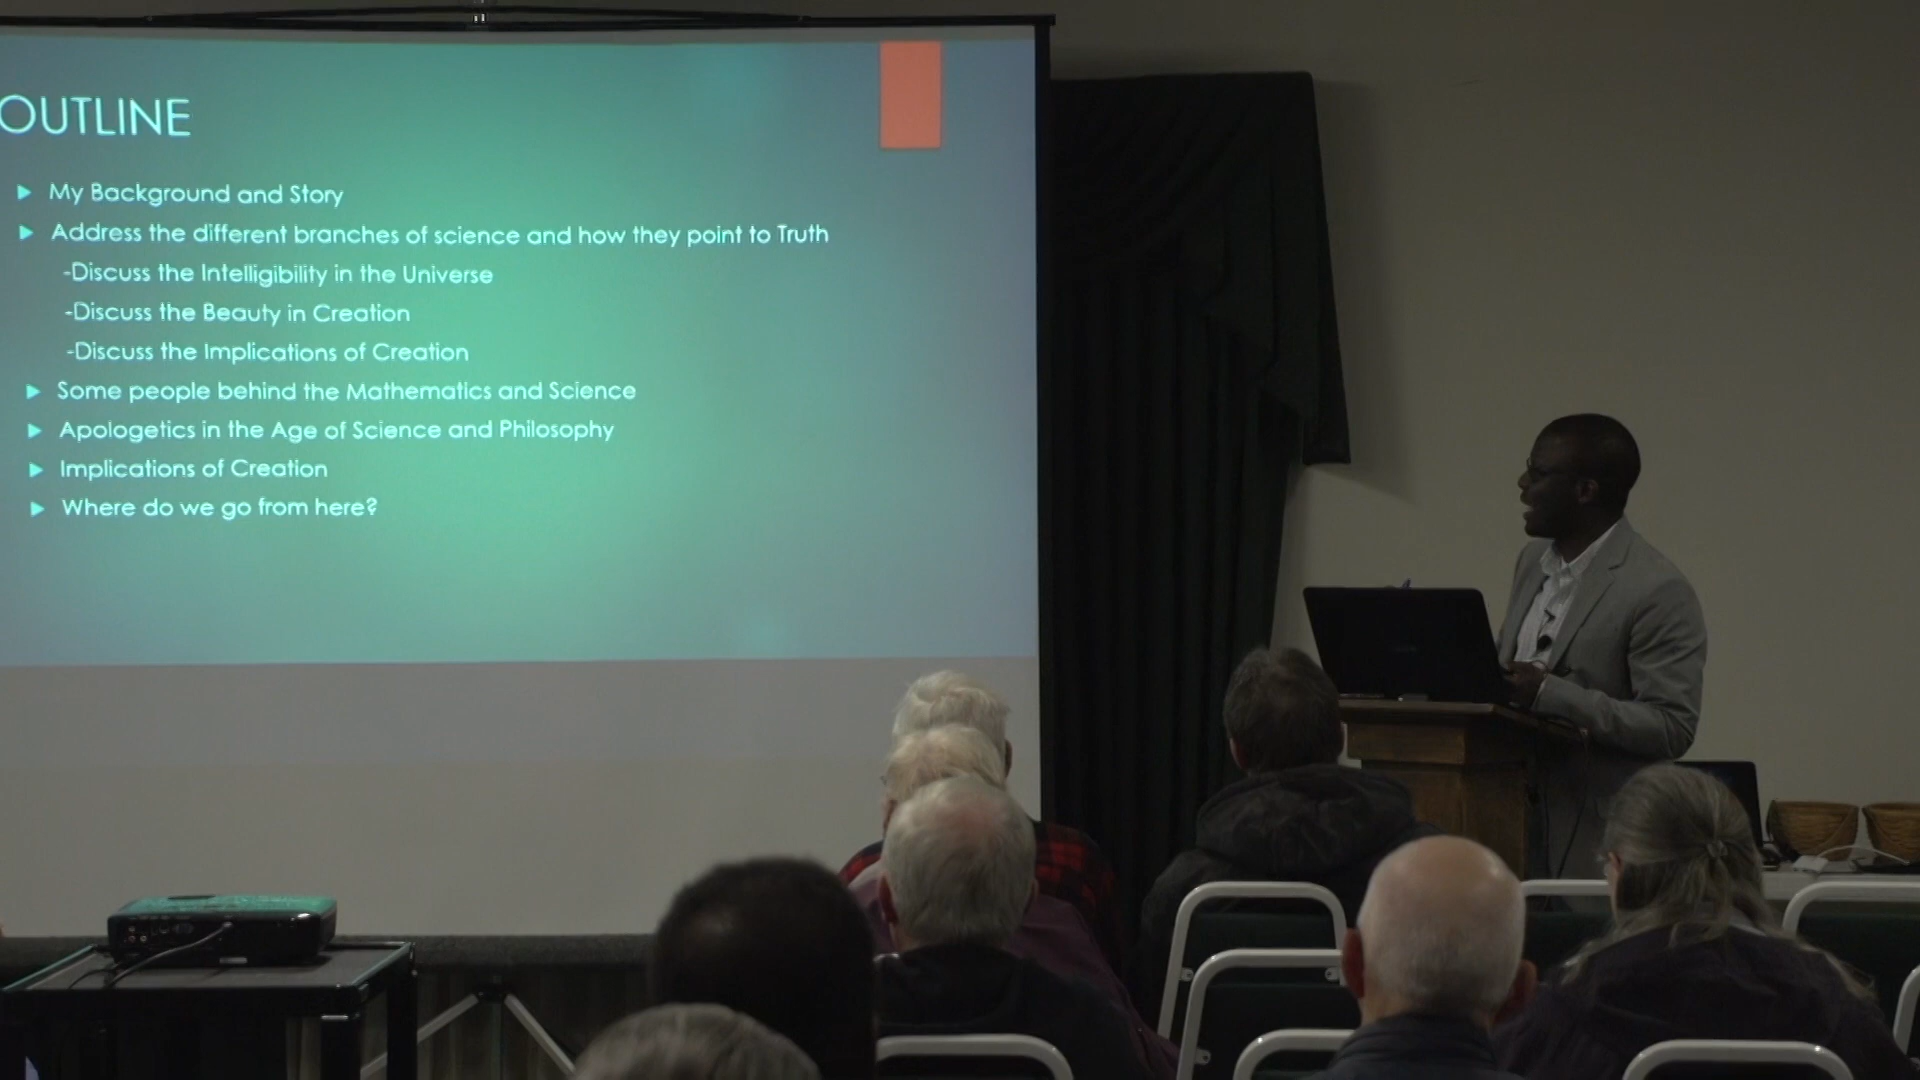 OUTLINE
My Background and Story
Address the different branches of science and how they point to Truth
-Discuss the Intelligibility in the Universe
-Discuss the Beauty in Creation
-Discuss the Implications of Creation
Some people behind the Mathematics and Science
Apologetics in the Age of Science and Philosophy
Implications of Creation
Where do we go from here?